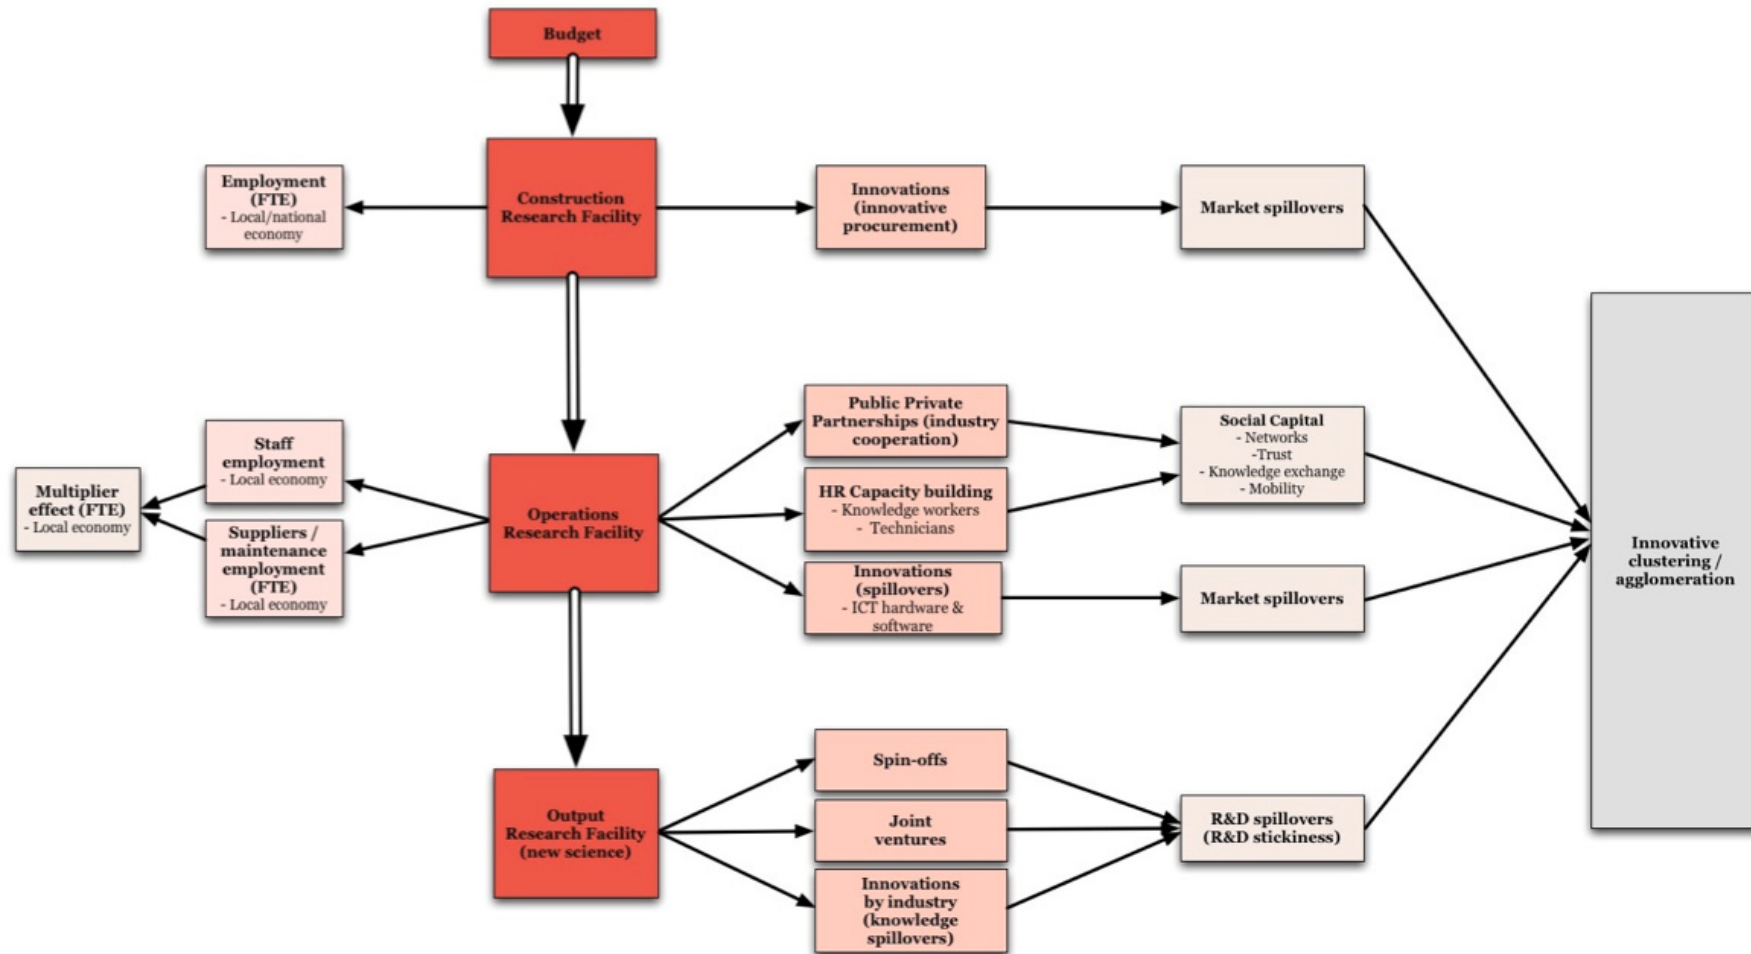 Budget
Employment
(FTE)
- Local/national
economy
Construction
Research Facility
Innovations
(innovative
procurement)
Market spillovers
Multiplier
effect (FTE)
- Local economy
Staff
employment
- Local economy
Suppliers /
maintenance
employment
(FTE)
- Local economy
Operations
Research Facility
Public Private
Partnerships (industry
cooperation)
HR Capacity building
- Knowledge workers
- Technicians
Innovations
(spillovers)
- ICT hardware &
software
Social Capital
- Networks
-Trust
- Knowledge exchange
- Mobility
Market spillovers
Innovative
clustering /
agglomeration
Output
Research Facility
(new science)
Spin-offs
Joint
ventures
Innovations
by industry
(knowledge
spillovers)
R&D spillovers
(R&D stickiness)